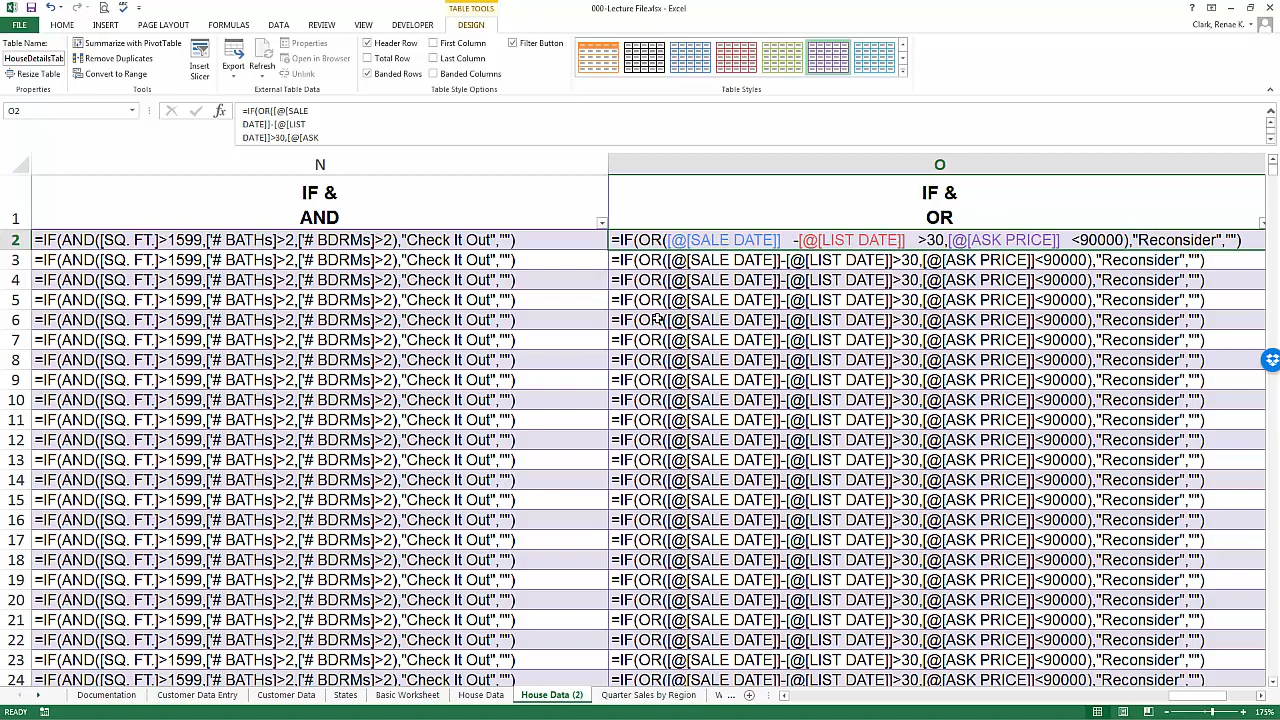 TABLE TOOLS
000-Lecture File.xlsx - Excel
Clark, Renae K.
FILE HOME INSERT PAGE LAYOUT FORMULAS DATA REVIEW VIEW DEVELOPER DESIGN
Table Name:
HouseDetailsTa
Resize Table
Properties
Summarize with PivotTable
Remove Duplicates
Convert to Range
Insert
Slicer
Tools
Export
Refresh
Properties
Open in Browser
Unlink
External Table Data
Header Row
Total Row
Banded Rows
First Column
Last Column
Banded Columns
Filter Button
Table Style Options
Table Styles
O2
fx
=IF(OR([@[SALE
DATE]]-[@[LIST
DATE]]>30,[@[ASK
N O
1 IF &
AND
IF &
OR
2 =IF(AND([SQ. FT.]>1599,['# BATHs]>2,['# BDRMs]>2),"Check It Out","") =IF(OR([@[SALE DATE]] -[@[LIST DATE]] >30,[@[ASK PRICE]] <90000),"Reconsider","")
3 =IF(AND([SQ. FT.]>1599,['# BATHs]>2,['# BDRMs]>2),"Check It Out","") =IF(OR([@[SALE DATE]]-[@[LIST DATE]]>30,[@[ASK PRICE]]<90000),"Reconsider","")
4 =IF(AND([SQ. FT.]>1599,['# BATHs]>2,['# BDRMs]>2),"Check It Out","") =IF(OR([@[SALE DATE]]-[@[LIST DATE]]>30,[@[ASK PRICE]]<90000),"Reconsider","")
5 =IF(AND([SQ. FT.]>1599,['# BATHs]>2,['# BDRMs]>2),"Check It Out","") =IF(OR([@[SALE DATE]]-[@[LIST DATE]]>30,[@[ASK PRICE]]<90000),"Reconsider","")
6 =IF(AND([SQ. FT.]>1599,['# BATHs]>2,['# BDRMs]>2),"Check It Out","") =IF(OR([@[SALE DATE]]-[@[LIST DATE]]>30,[@[ASK PRICE]]<90000),"Reconsider","")
7 =IF(AND([SQ. FT.]>1599,['# BATHs]>2,['# BDRMs]>2),"Check It Out","") =IF(OR([@[SALE DATE]]-[@[LIST DATE]]>30,[@[ASK PRICE]]<90000),"Reconsider","")
8 =IF(AND([SQ. FT.]>1599,['# BATHs]>2,['# BDRMs]>2),"Check It Out","") =IF(OR([@[SALE DATE]]-[@[LIST DATE]]>30,[@[ASK PRICE]]<90000),"Reconsider","")
9 =IF(AND([SQ. FT.]>1599,['# BATHs]>2,['# BDRMs]>2),"Check It Out","") =IF(OR([@[SALE DATE]]-[@[LIST DATE]]>30,[@[ASK PRICE]]<90000),"Reconsider","")
10 =IF(AND([SQ. FT.]>1599,['# BATHs]>2,['# BDRMs]>2),"Check It Out","") =IF(OR([@[SALE DATE]]-[@[LIST DATE]]>30,[@[ASK PRICE]]<90000),"Reconsider","")
11 =IF(AND([SQ. FT.]>1599,['# BATHs]>2,['# BDRMs]>2),"Check It Out","") =IF(OR([@[SALE DATE]]-[@[LIST DATE]]>30,[@[ASK PRICE]]<90000),"Reconsider","")
12 =IF(AND([SQ. FT.]>1599,['# BATHs]>2,['# BDRMs]>2),"Check It Out","") =IF(OR([@[SALE DATE]]-[@[LIST DATE]]>30,[@[ASK PRICE]]<90000),"Reconsider","")
13 =IF(AND([SQ. FT.]>1599,['# BATHs]>2,['# BDRMs]>2),"Check It Out","") =IF(OR([@[SALE DATE]]-[@[LIST DATE]]>30,[@[ASK PRICE]]<90000),"Reconsider","")
14 =IF(AND([SQ. FT.]>1599,['# BATHs]>2,['# BDRMs]>2),"Check It Out","") =IF(OR([@[SALE DATE]]-[@[LIST DATE]]>30,[@[ASK PRICE]]<90000),"Reconsider","")
15 =IF(AND([SQ. FT.]>1599,['# BATHs]>2,['# BDRMs]>2),"Check It Out","") =IF(OR([@[SALE DATE]]-[@[LIST DATE]]>30,[@[ASK PRICE]]<90000),"Reconsider","")
16 =IF(AND([SQ. FT.]>1599,['# BATHs]>2,['# BDRMs]>2),"Check It Out","") =IF(OR([@[SALE DATE]]-[@[LIST DATE]]>30,[@[ASK PRICE]]<90000),"Reconsider","")
17 =IF(AND([SQ. FT.]>1599,['# BATHs]>2,['# BDRMs]>2),"Check It Out","") =IF(OR([@[SALE DATE]]-[@[LIST DATE]]>30,[@[ASK PRICE]]<90000),"Reconsider","")
18 =IF(AND([SQ. FT.]>1599,['# BATHs]>2,['# BDRMs]>2),"Check It Out","") =IF(OR([@[SALE DATE]]-[@[LIST DATE]]>30,[@[ASK PRICE]]<90000),"Reconsider","")
19 =IF(AND([SQ. FT.]>1599,['# BATHs]>2,['# BDRMs]>2),"Check It Out","") =IF(OR([@[SALE DATE]]-[@[LIST DATE]]>30,[@[ASK PRICE]]<90000),"Reconsider","")
20 =IF(AND([SQ. FT.]>1599,['# BATHs]>2,['# BDRMs]>2),"Check It Out","") =IF(OR([@[SALE DATE]]-[@[LIST DATE]]>30,[@[ASK PRICE]]<90000),"Reconsider","")
21 =IF(AND([SQ. FT.]>1599,['# BATHs]>2,['# BDRMs]>2),"Check It Out","") =IF(OR([@[SALE DATE]]-[@[LIST DATE]]>30,[@[ASK PRICE]]<90000),"Reconsider","")
22 =IF(AND([SQ. FT.]>1599,['# BATHs]>2,['# BDRMs]>2),"Check It Out","") =IF(OR([@[SALE DATE]]-[@[LIST DATE]]>30,[@[ASK PRICE]]<90000),"Reconsider","")
23 =IF(AND([SQ. FT.]>1599,['# BATHs]>2,['# BDRMs]>2),"Check It Out","") =IF(OR([@[SALE DATE]]-[@[LIST DATE]]>30,[@[ASK PRICE]]<90000),"Reconsider","")
24 =IF(AND([SQ. FT.]>1599,['# BATHs]>2,['# BDRMs]>2),"Check It Out","") =IF(OR([@[SALE DATE]]-[@[LIST DATE]]>30,[@[ASK PRICE]]<90000),"Reconsider","")
Documentation Customer Data Entry Customer Data States Basic Worksheet House Data House Data (2) Quarter Sales by Region ...
READY 175%